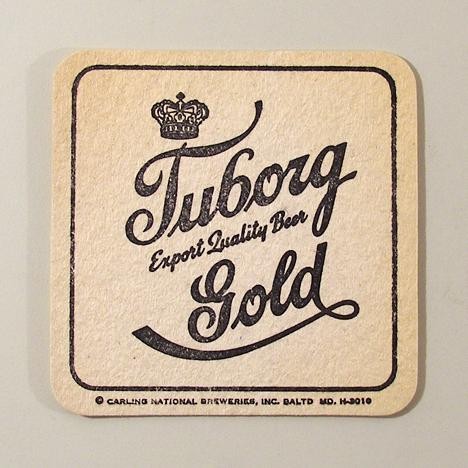 Tuborg
Export Quality Beer
Gold
© CARLING NATIONAL BREWERIES, INC. BALTO MD. H-3010